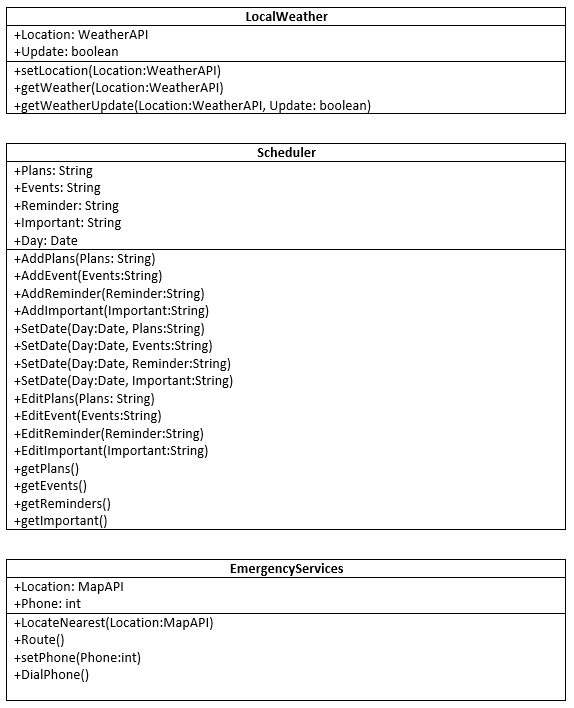 LocalWeather
+Location: WeatherAPI
+Update: boolean
+setLocation(Location:WeatherAPI)
+getWeather(Location:WeatherAPI)
+getWeatherUpdate(Location:WeatherAPI, Update: boolean)
Scheduler
+Plans: String
+Events: String
+Reminder: String
+Important: String
+Day: Date
+AddPlans(Plans: String)
+AddEvent(Events:String)
+AddReminder(Reminder:String)
+AddImportant(Important:String)
+SetDate(Day:Date, Plans:String)
+SetDate(Day:Date, Events:String)
+SetDate(Day:Date, Reminder:String)
+SetDate(Day:Date, Important:String)
+EditPlans(Plans: String)
+EditEvent(Events:String)
+EditReminder(Reminder:String)
+EditImportant(Important:String)
+getPlans()
+getEvents()
+getReminders()
+getImportant()
EmergencyServices
+Location: MapAPI
+Phone: int
+LocateNearest(Location:MapAPI)
+Route()
+setPhone(Phone:int)
+DialPhone()